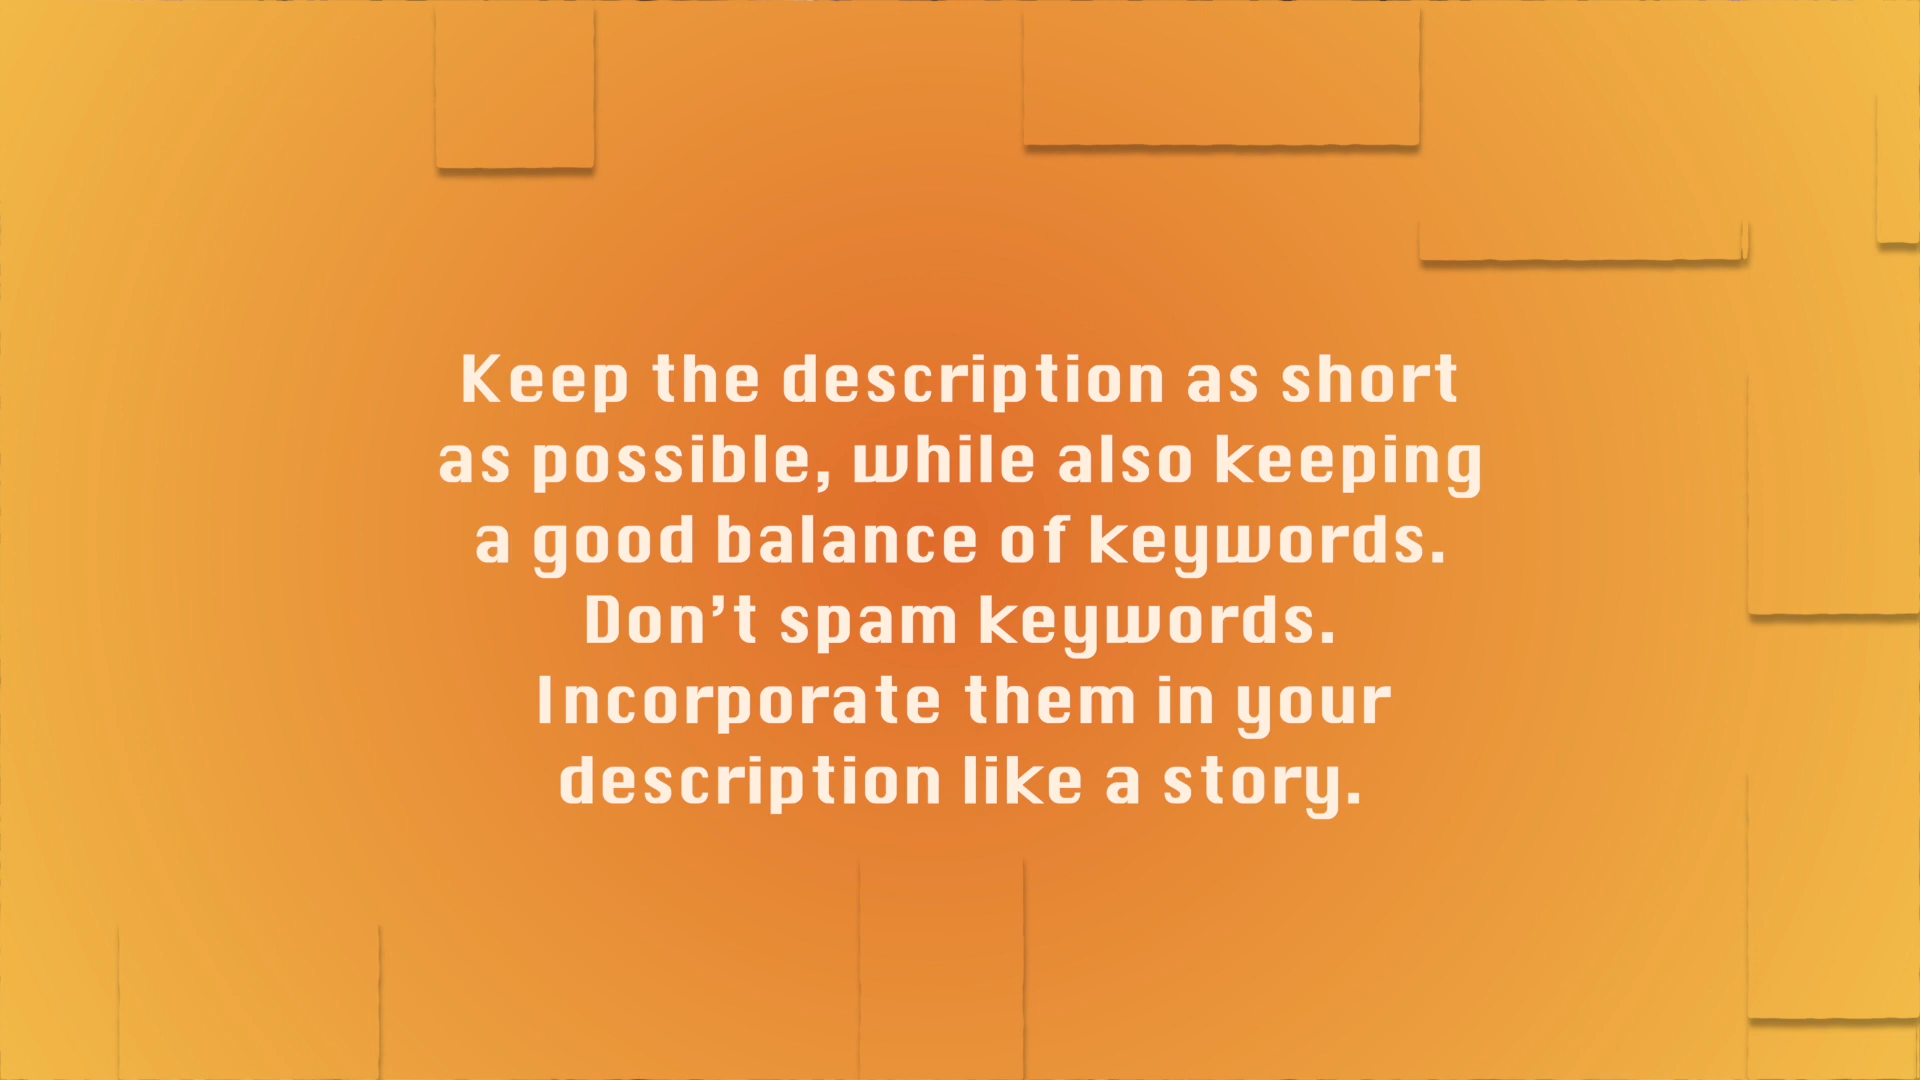 Keep the description as short
as possible, while also keeping
a good balance of keywords.
Don’t spam keywords.
Incorporate them in your
description like a story.